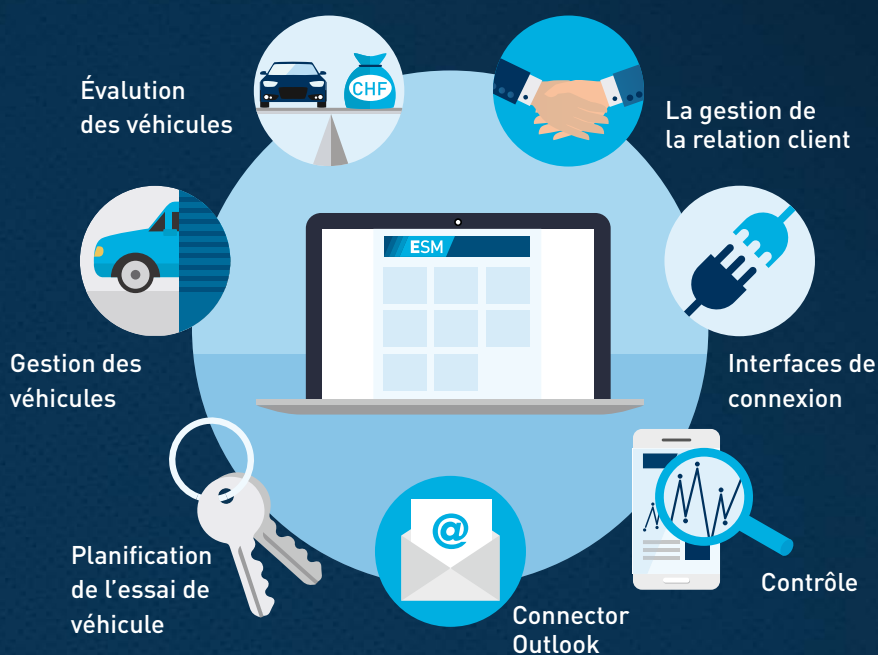 Évalution
des véhicules
CHF
La gestion de
la relation client
ESM
Gestion des
véhicules
Interfaces de
connexion
Planification
de l'essai de
véhicule
@
Connector
Outlook
Contrôle